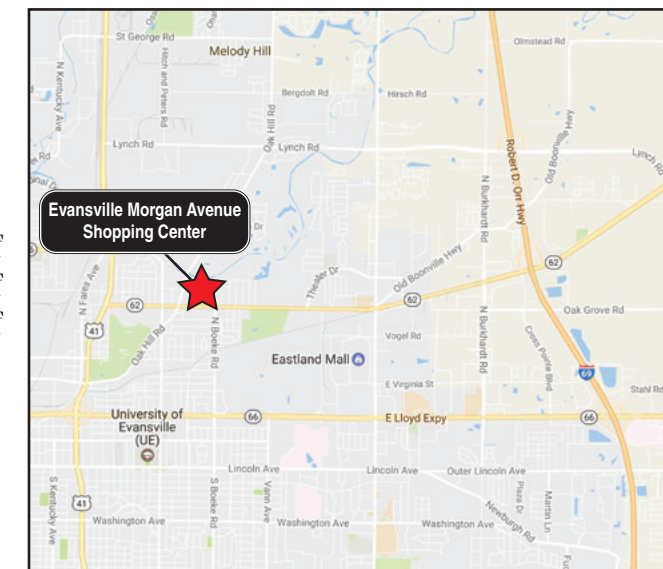 St George Rd
Melody Hill
Olmstead Rd
N Kentucky Ave
Hitch and Peters Rd
Bergdolt Rd
Hirsch Rd
Oak Hill Rd
Robert D. Orr Hwy
Old Boonville Hwy
Lynch Rd
Lynch Rd
Lynch Rd
er Rd
N Burkhardt Rd
Evansville Morgan Avenue
Shopping Center
Dr
Theater Dr
Old Boonville Hwy
62
62
62
N Fares Ave
41
Oak Hill Rd
N Boeke Rd
Oak Grove Rd
Vogel Rd
N Burkhardt Rd
Cross Pointe Blvd
Eastland Mall
69
E Virginia St
Stahl Rd
University of
Evansville
(UE)
66
E Lloyd Expy
66
Lincoln Ave
Lincoln Ave
Outer Lincoln Ave
S Kentucky Ave
41
S Boeke Rd
Vann Ave
Plaza Dr
Martin Ln
Newburgh Rd
Washington Ave
Washington Ave
Washington Ave